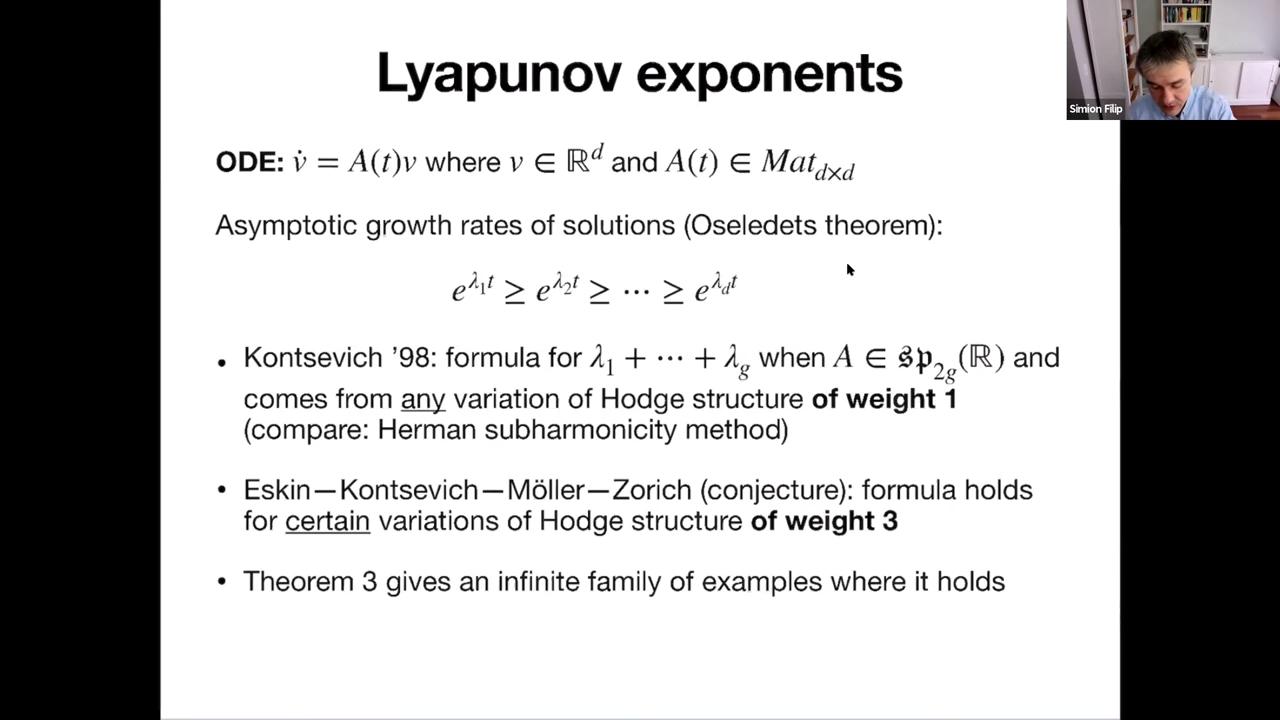 Lyapunov exponents
Simion Filip
ODE: v̇ = A(t)v where v ∈ ℝ^d and A(t) ∈ Mat_{d×d}
Asymptotic growth rates of solutions (Oseledets theorem):
e^{λ_1 t} ≥ e^{λ_2 t} ≥ ⋯ ≥ e^{λ_d t}
• Kontsevich '98: formula for λ_1 + ⋯ + λ_g when A ∈ 𝔰𝔭_{2g}(ℝ) and
comes from any variation of Hodge structure of weight 1
(compare: Herman subharmonicity method)
• Eskin—Kontsevich—Möller—Zorich (conjecture): formula holds
for certain variations of Hodge structure of weight 3
• Theorem 3 gives an infinite family of examples where it holds